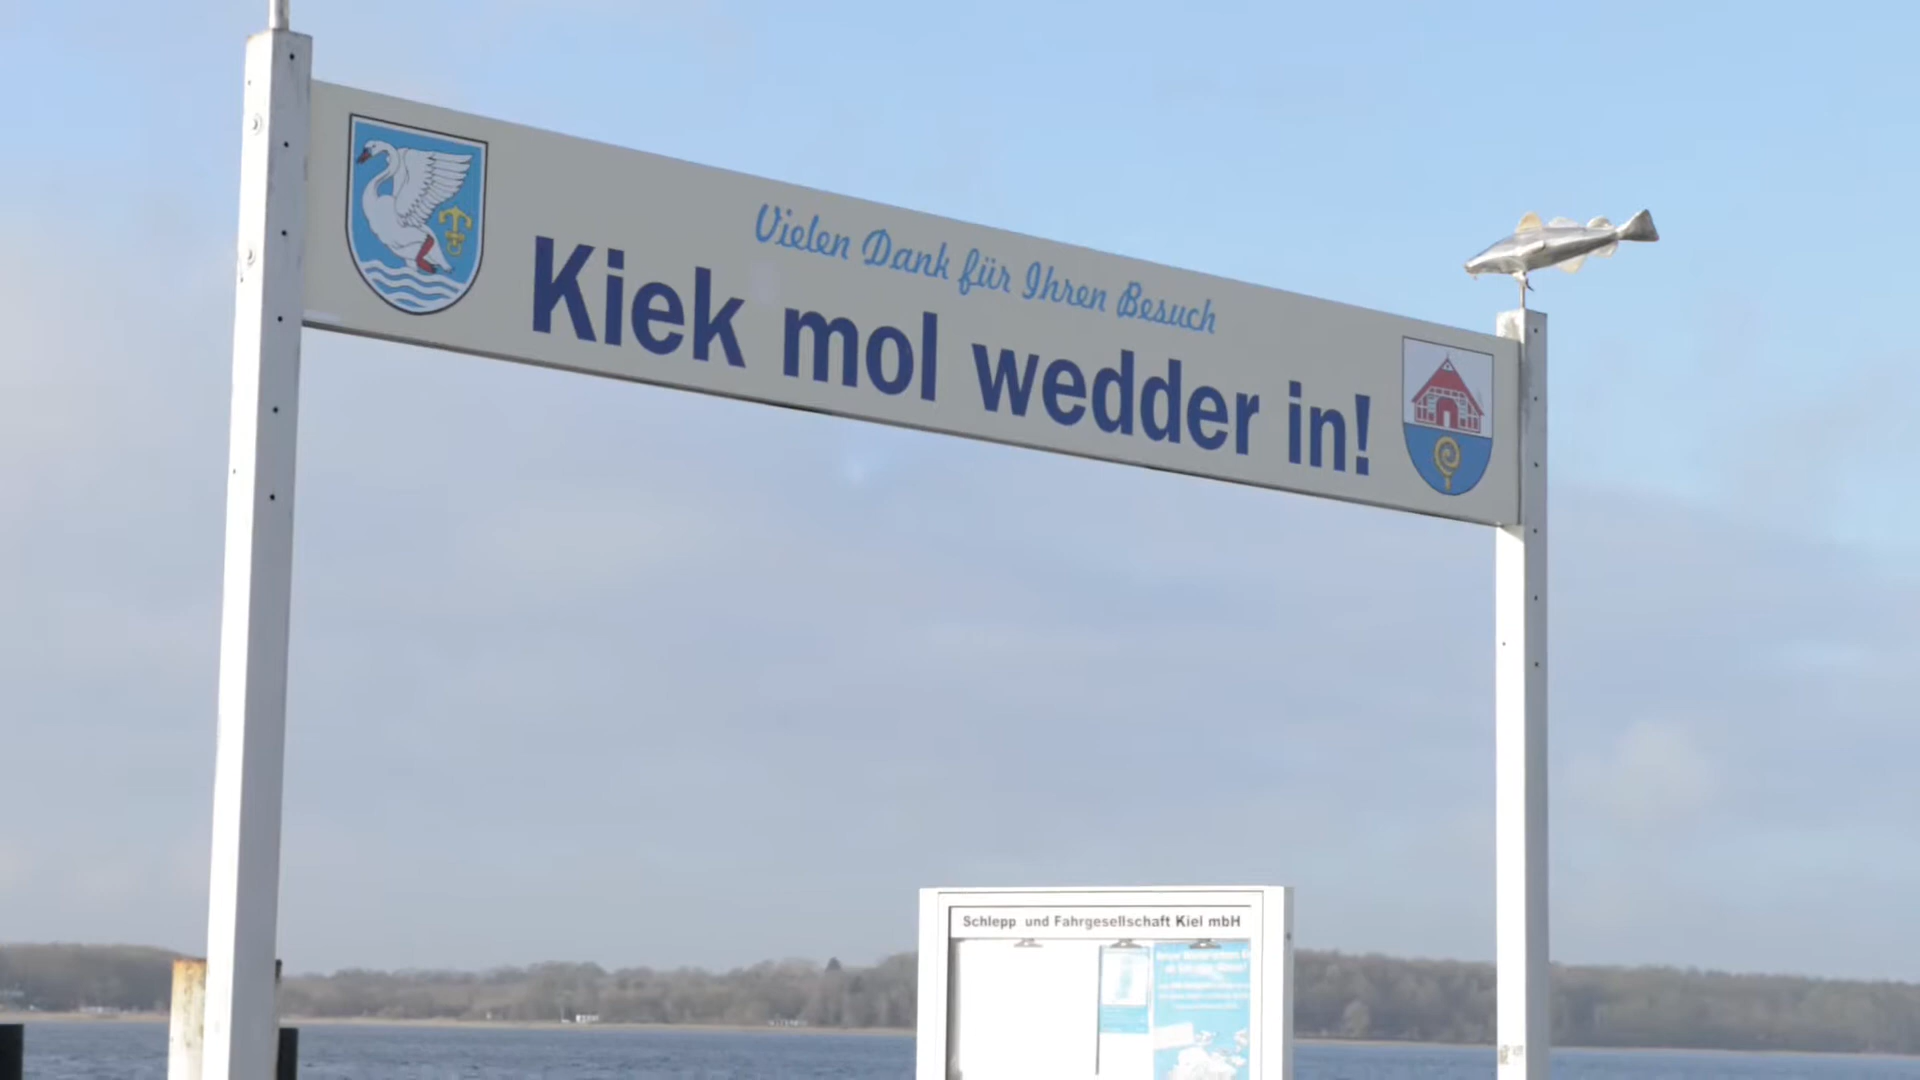 Vielen Dank für Ihren Besuch
Kiek mol wedder in!
Schlepp und Fahrgesellschaft Kiel mbH